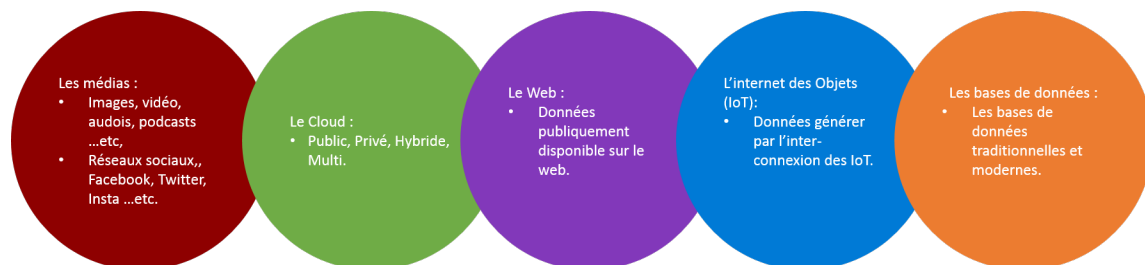 Les médias :
• Images, vidéo,
audois, podcasts
...etc,
• Réseaux sociaux,,
Facebook, Twitter,
Insta ...etc.
Le Cloud :
• Public, Privé, Hybride,
Multi.
Le Web :
• Données
publiquement
disponible sur le
web.
L'internet des Objets
(IoT):
• Données générer
par l'inter-
connexion des IoT.
Les bases de données :
• Les bases de
données
traditionnelles et
modernes.